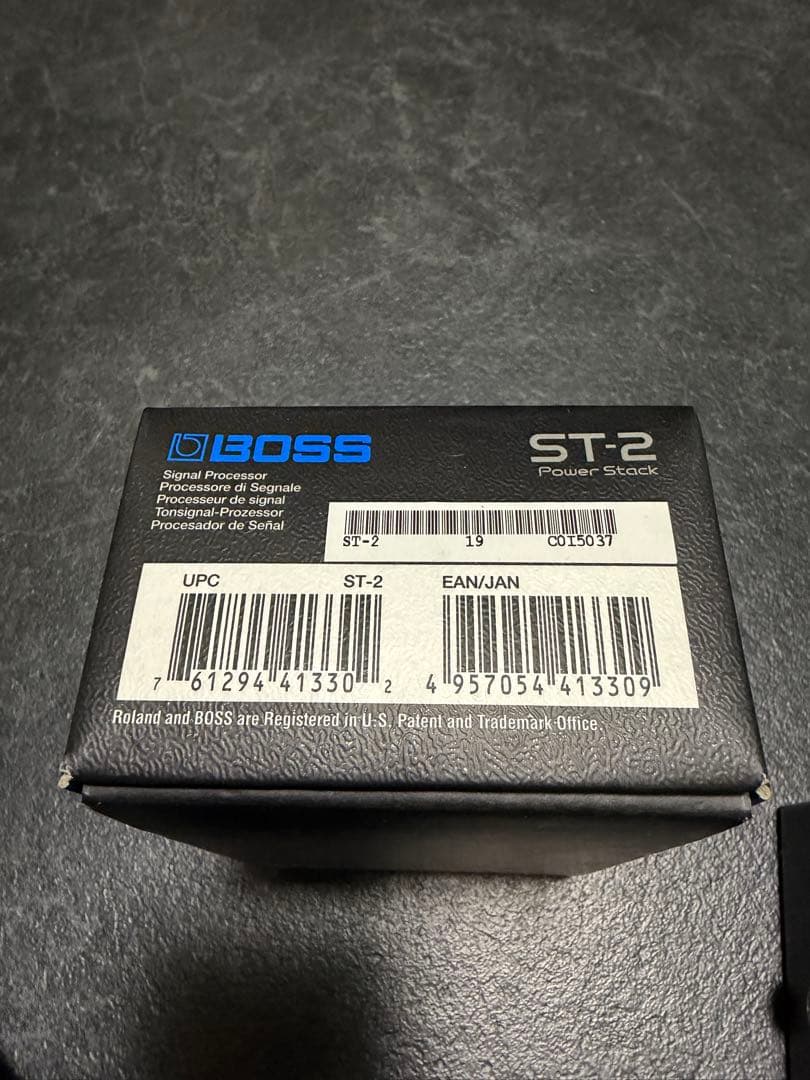 BOSS
Signal Processor
Processore di Segnale
Processeur de signal
Tonsignal-Prozessor
Procesador de Señal
ST-2
Power Stack
ST-2 19 COI5037
UPC ST-2
7 61294 41330 2
EAN/JAN
4 957054 413309
Roland and BOSS are Registered in U.S. Patent and Trademark Office.